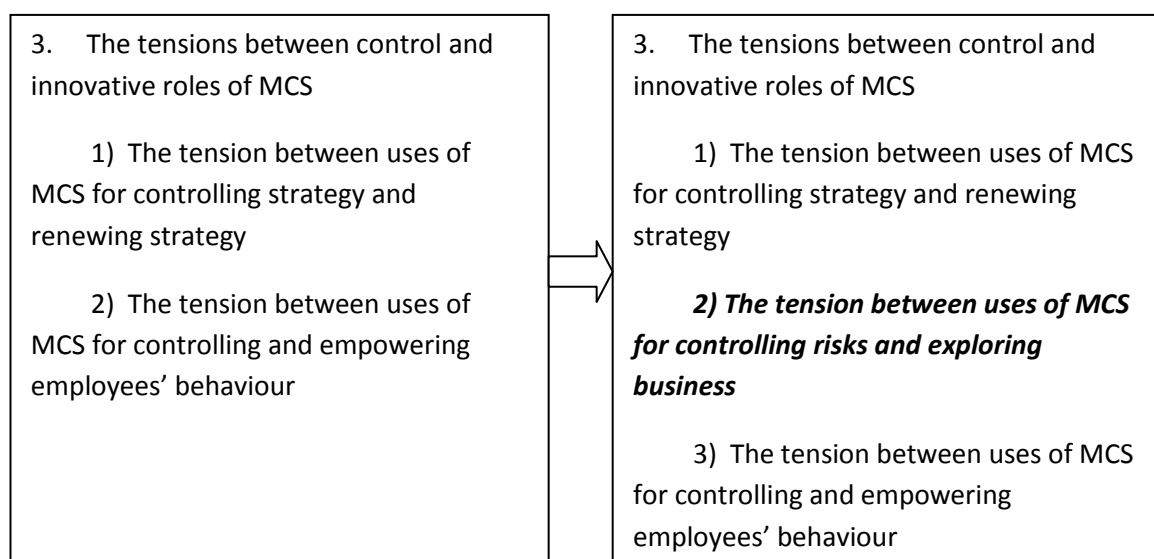 3. The tensions between control and
innovative roles of MCS
1) The tension between uses of
MCS for controlling strategy and
renewing strategy
2) The tension between uses of
MCS for controlling and empowering
employees’ behaviour
3. The tensions between control and
innovative roles of MCS
1) The tension between uses of MCS
for controlling strategy and renewing
strategy
2) The tension between uses of MCS
for controlling risks and exploring
business
3) The tension between uses of MCS
for controlling and empowering
employees’ behaviour